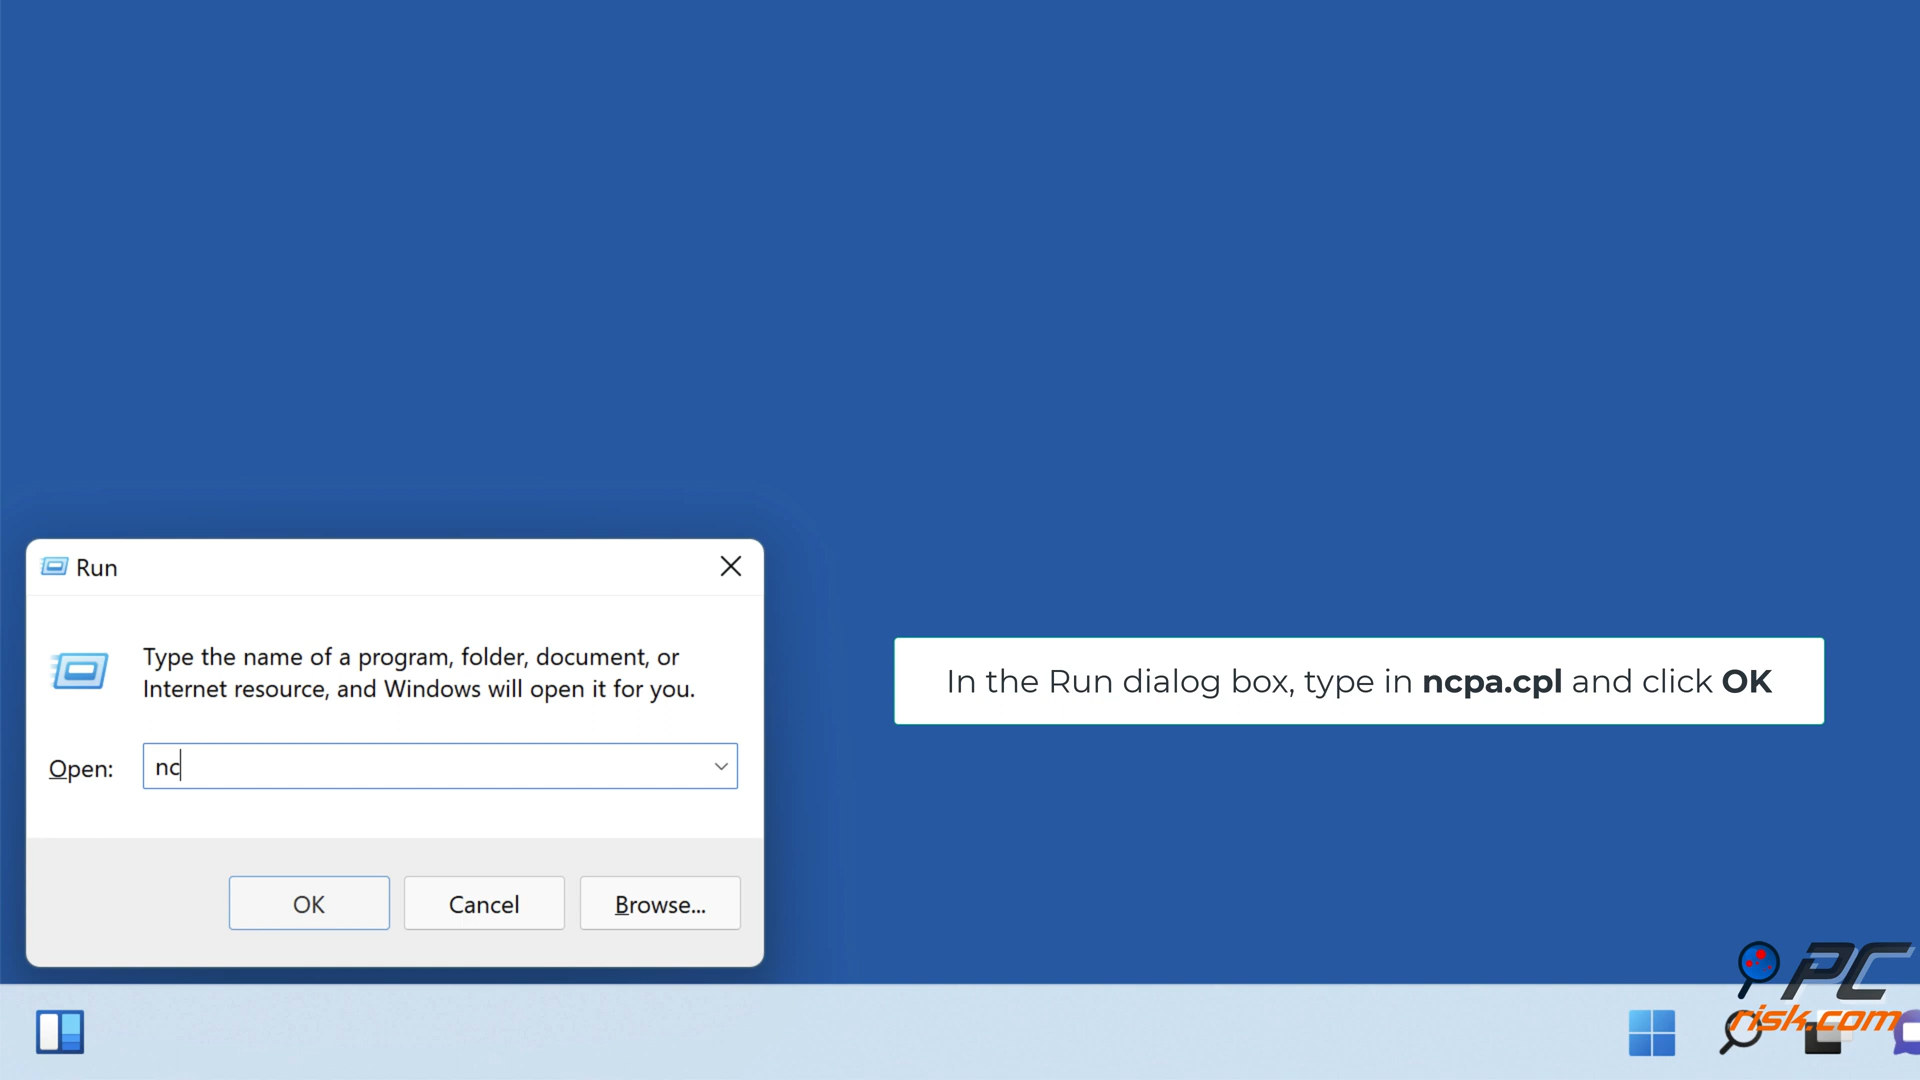 Run
Type the name of a program, folder, document, or
Internet resource, and Windows will open it for you.
Open:
nc
OK
Cancel
Browse...
In the Run dialog box, type in ncpa.cpl and click OK
PC
risk.com